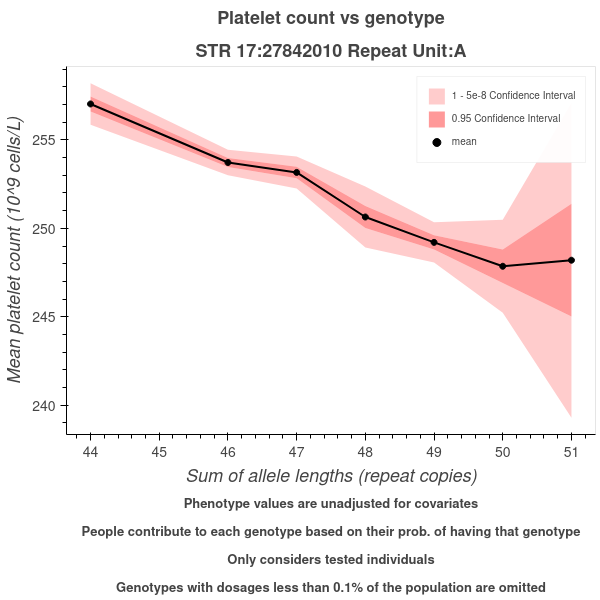 Platelet count vs genotype
STR 17:27842010 Repeat Unit:A
1 - 5e-8 Confidence Interval
0.95 Confidence Interval
mean
Mean platelet count (10^9 cells/L)
255
250
245
240
44 45 46 47 48 49 50 51
Sum of allele lengths (repeat copies)
Phenotype values are unadjusted for covariates
People contribute to each genotype based on their prob. of having that genotype
Only considers tested individuals
Genotypes with dosages less than 0.1% of the population are omitted